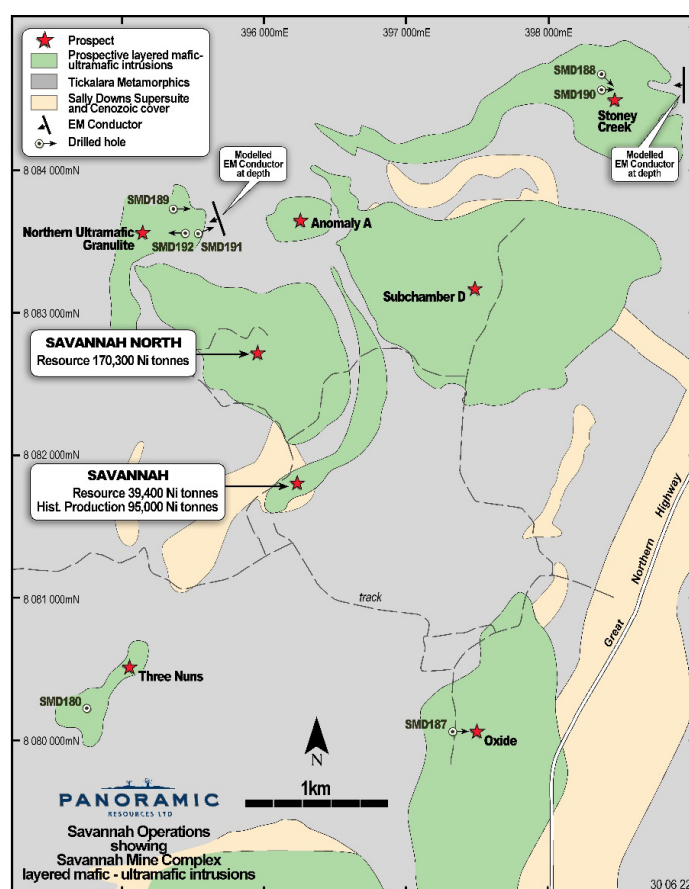 396 000mE
397 000mE
398 000mE
Prospect
Prospective layered mafic-
ultramafic intrusions
Tickalara Metamorphics
Sally Downs Supersuite
and Cenozoic cover
EM Conductor
Drilled hole
SMD188
SMD190
Stoney
Creek
Modelled
EM Conductor
at depth
Modelled
EM Conductor
at depth
8 084 000mN
SMD189
Northern Ultramafic
Granulite
SMD192
SMD191
Anomaly A
Subchamber D
8 083 000mN
SAVANNAH NORTH
Resource 170,300 Ni tonnes
8 082 000mN
SAVANNAH
Resource 39,400 Ni tonnes
Hist. Production 95,000 Ni tonnes
Great Northern Highway
8 081 000mN
track
Three Nuns
SMD180
8 080 000mN
SMD187
Oxide
N
1km
PANORAMIC
RESOURCES LTD
Savannah Operations
showing
Savannah Mine Complex
layered mafic - ultramafic intrusions
30 06.22